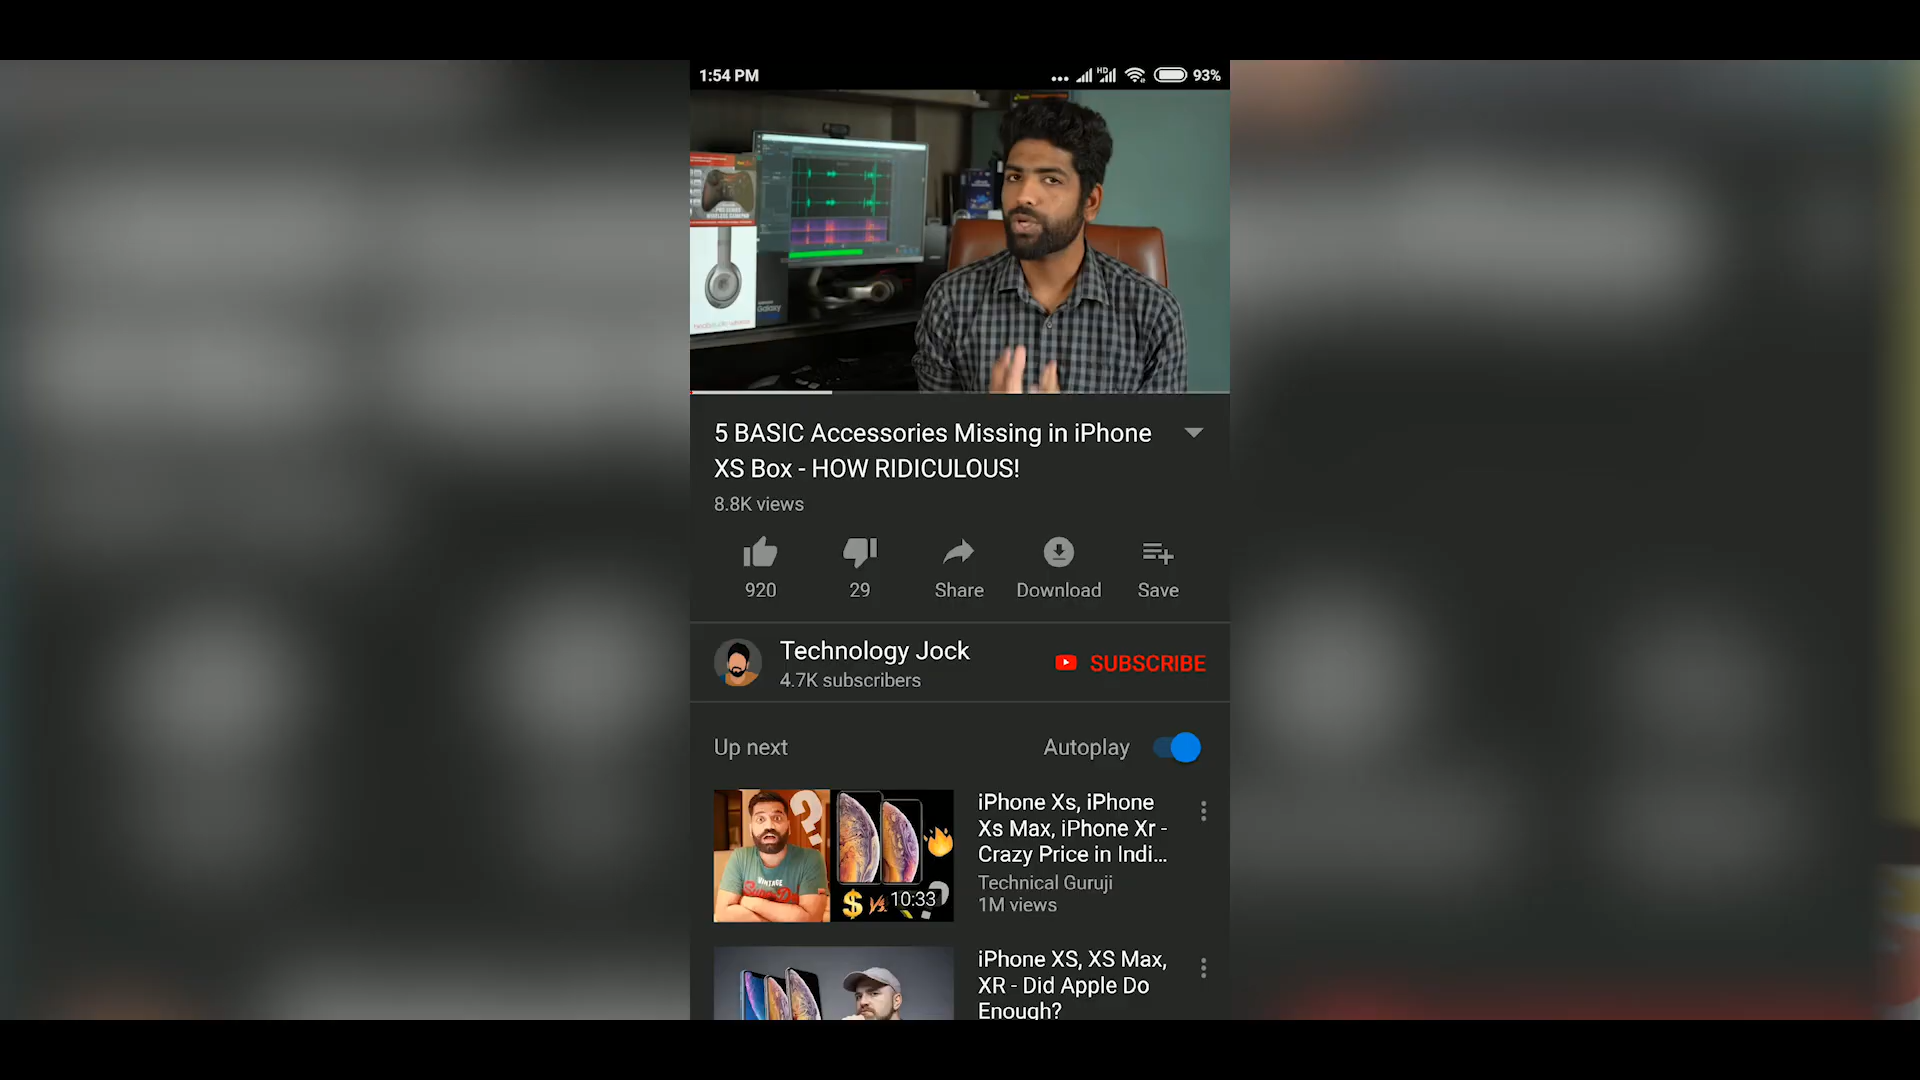 1:54 PM
HD
93%
Galaxy
5 BASIC Accessories Missing in iPhone
XS Box - HOW RIDICULOUS!
8.8K views
920
29
Share
Download
Save
Technology Jock
4.7K subscribers
SUBSCRIBE
Up next
Autoplay
VINTAGE
10:33
iPhone Xs, iPhone
Xs Max, iPhone Xr -
Crazy Price in Indi...
Technical Guruji
1M views
iPhone XS, XS Max,
XR - Did Apple Do
Enough?